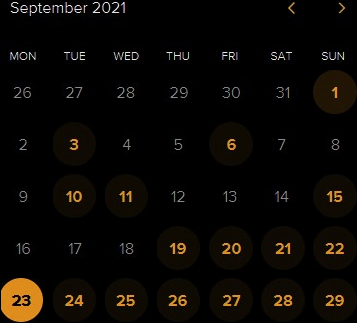 September 2021
MON TUE WED THU FRI SAT SUN
26 27 28 29 30 31 1
2 3 4 5 6 7 8
9 10 11 12 13 14 15
16 17 18 19 20 21 22
23 24 25 26 27 28 29